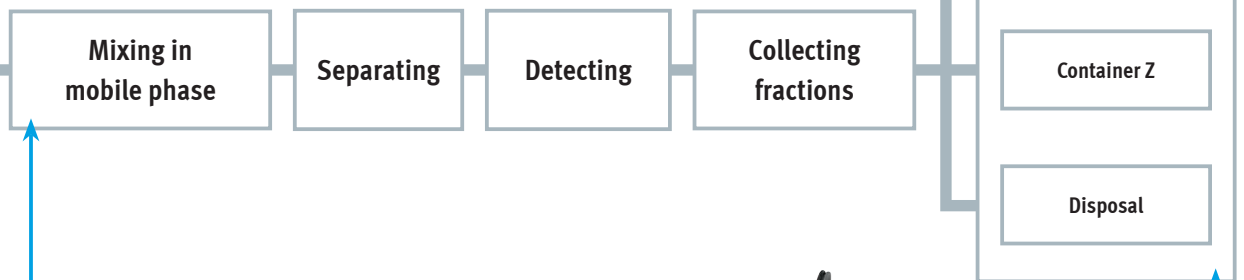 Mixing in
mobile phase
Separating
Detecting
Collecting
fractions
Container Z
Disposal